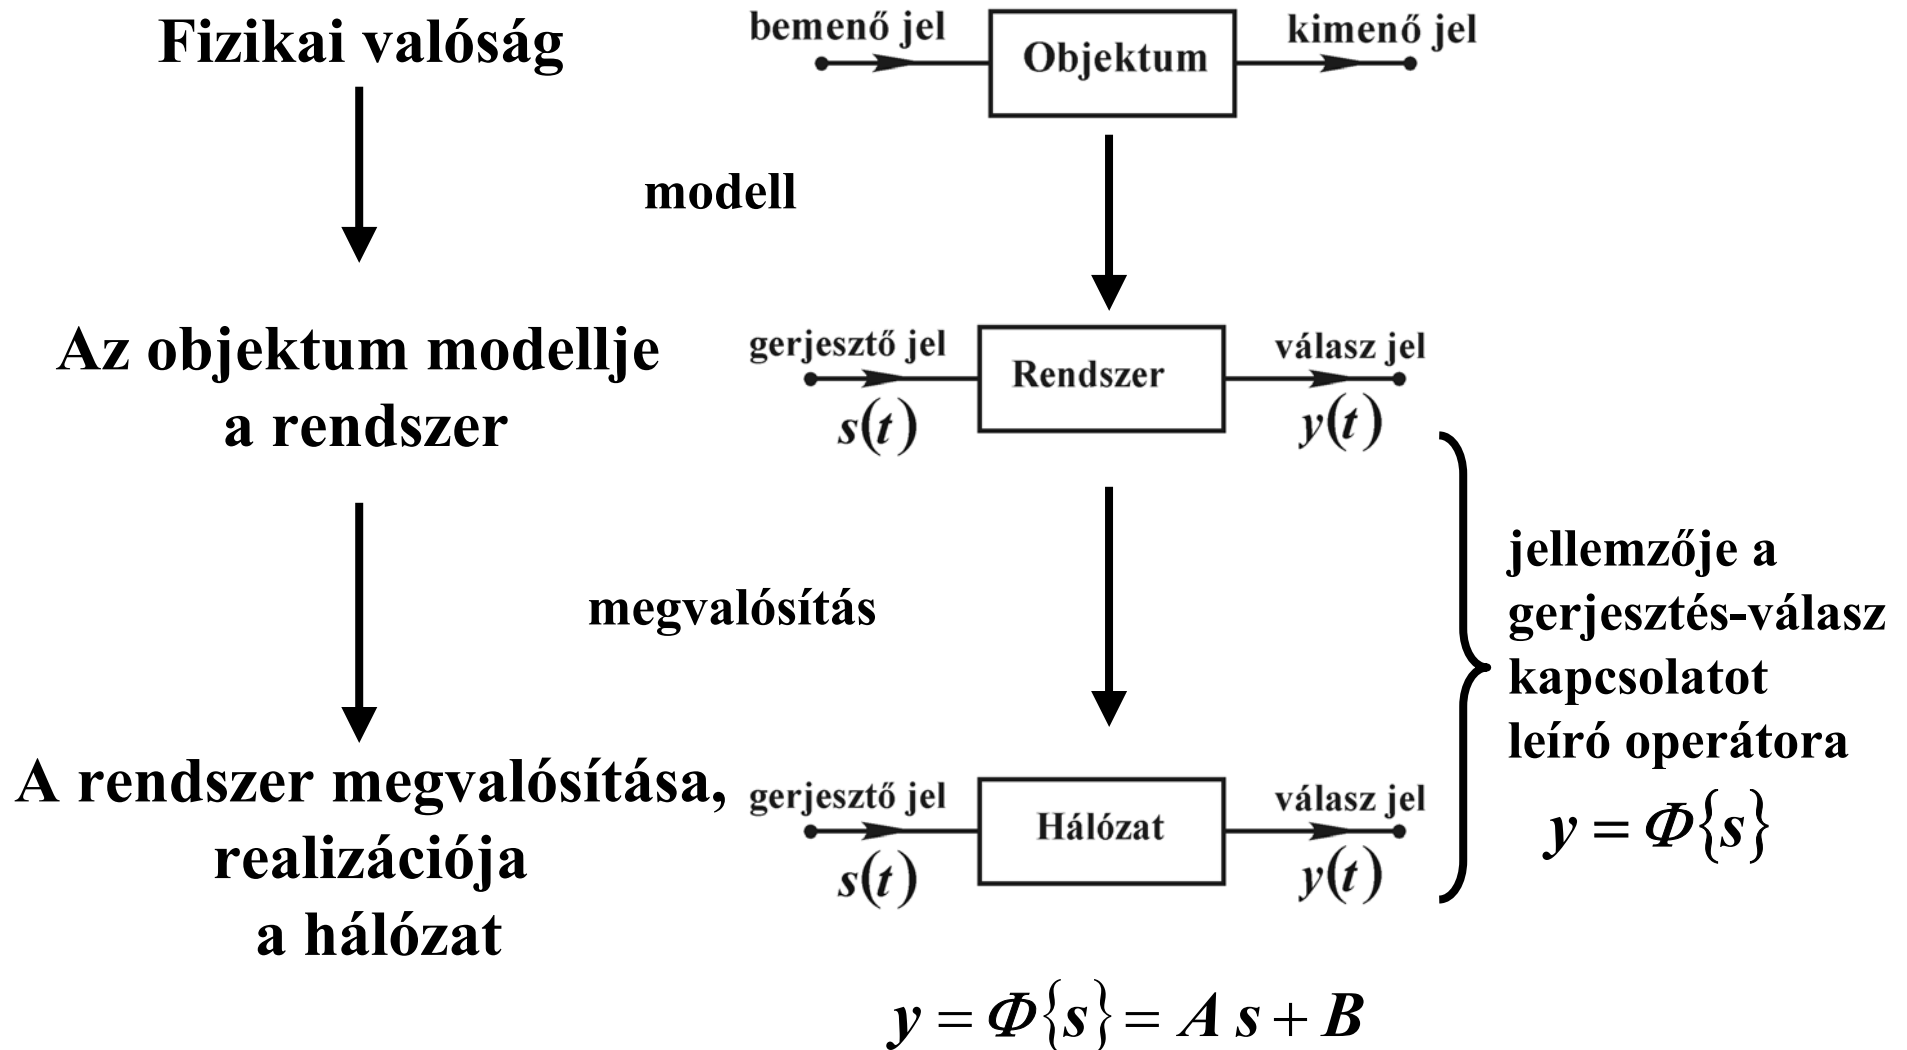 Fizikai valóság
bemenő jel
Objektum
kimenő jel
modell
Az objektum modellje
a rendszer
gerjesztő jel
s(t)
Rendszer
válasz jel
y(t)
megvalósítás
A rendszer megvalósítása,
realizációja
a hálózat
gerjesztő jel
s(t)
Hálózat
válasz jel
y(t)
jellemzője a
gerjesztés-válasz
kapcsolatot
leíró operátora
y = Φ{s}
y = Φ{s} = A s + B